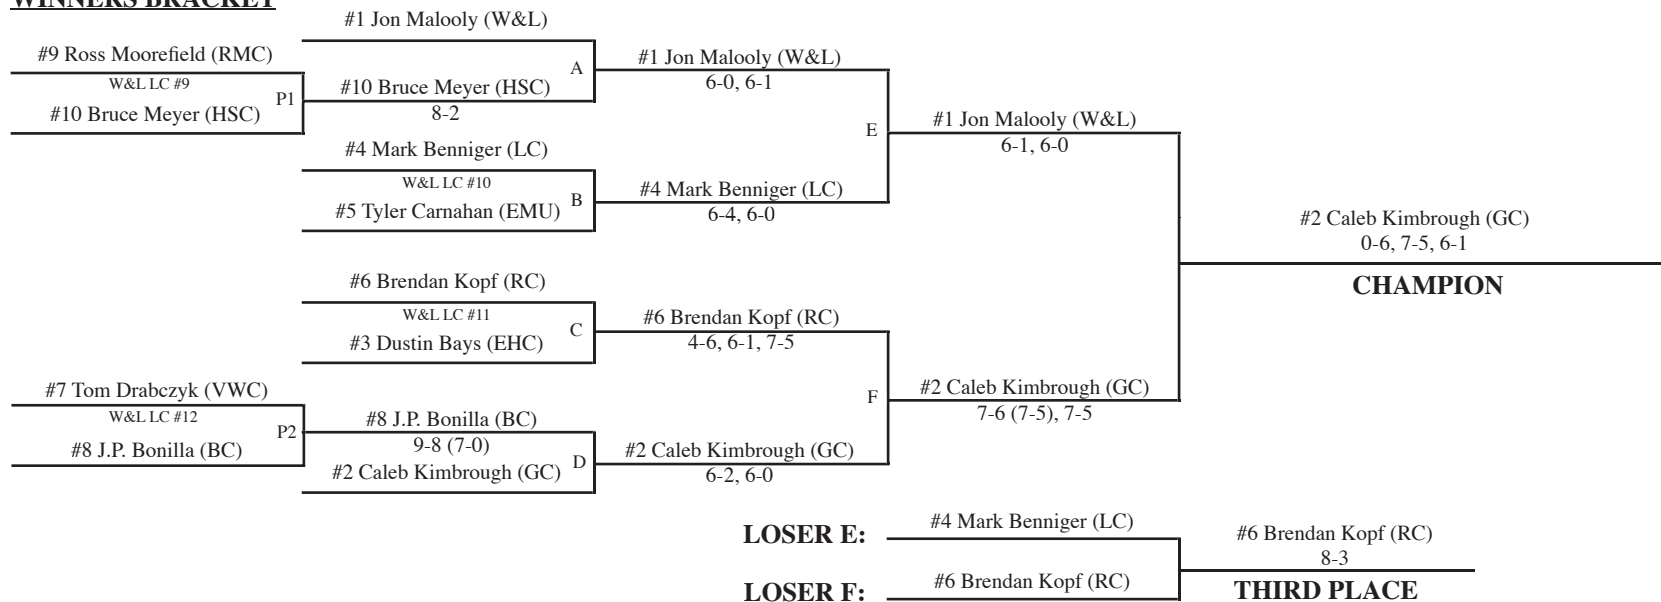 WINNERS BRACKET
#1 Jon Malooly (W&L)
#9 Ross Moorefield (RMC)
W&L LC #9
P1
#10 Bruce Meyer (HSC)
#10 Bruce Meyer (HSC)
8-2
A
#1 Jon Malooly (W&L)
6-0, 6-1
#4 Mark Benniger (LC)
W&L LC #10
#5 Tyler Carnahan (EMU)
B
#4 Mark Benniger (LC)
6-4, 6-0
E
#1 Jon Malooly (W&L)
6-1, 6-0
#6 Brendan Kopf (RC)
W&L LC #11
#3 Dustin Bays (EHC)
C
#6 Brendan Kopf (RC)
4-6, 6-1, 7-5
#7 Tom Drabczyk (VWC)
W&L LC #12
#8 J.P. Bonilla (BC)
P2
#8 J.P. Bonilla (BC)
9-8 (7-0)
#2 Caleb Kimbrough (GC)
D
#2 Caleb Kimbrough (GC)
6-2, 6-0
F
#2 Caleb Kimbrough (GC)
7-6 (7-5), 7-5
#2 Caleb Kimbrough (GC)
0-6, 7-5, 6-1
CHAMPION
LOSER E:
#4 Mark Benniger (LC)
LOSER F:
#6 Brendan Kopf (RC)
#6 Brendan Kopf (RC)
8-3
THIRD PLACE